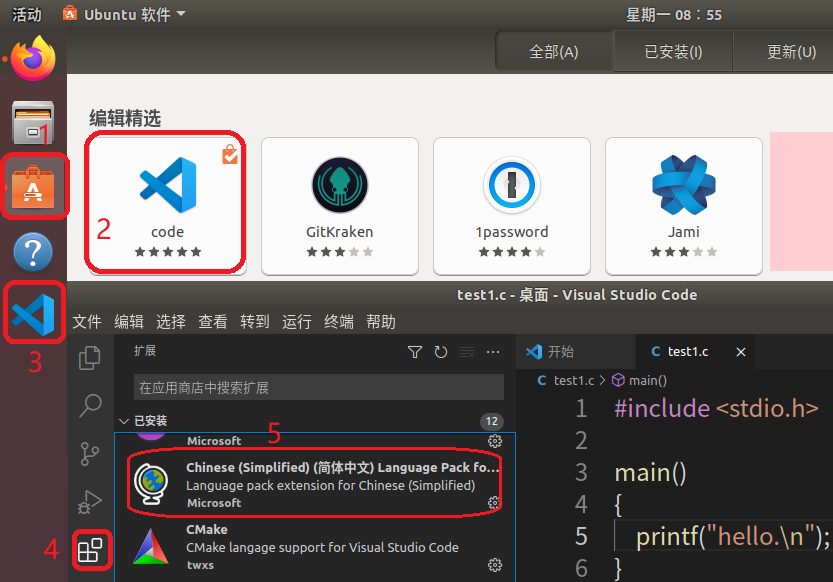 活动 Ubuntu 软件 星期一 08：55
全部(A) 已安装(I) 更新(U)
编辑精选
1
2
code GitKraken 1password Jami
test1.c - 桌面 - Visual Studio Code
文件 编辑 选择 查看 转到 运行 终端 帮助
3
扩展
在应用商店中搜索扩展
已安装 12
Microsoft
5
Chinese (Simplified) (简体中文) Language Pack fo...
Language pack extension for Chinese (Simplified)
Microsoft
4
CMake
CMake langage support for Visual Studio Code
twxs
开始 C test1.c ×
C test1.c > main()
1 #include <stdio.h>
2
3 main()
4 {
5 printf("hello.\n");
6 }